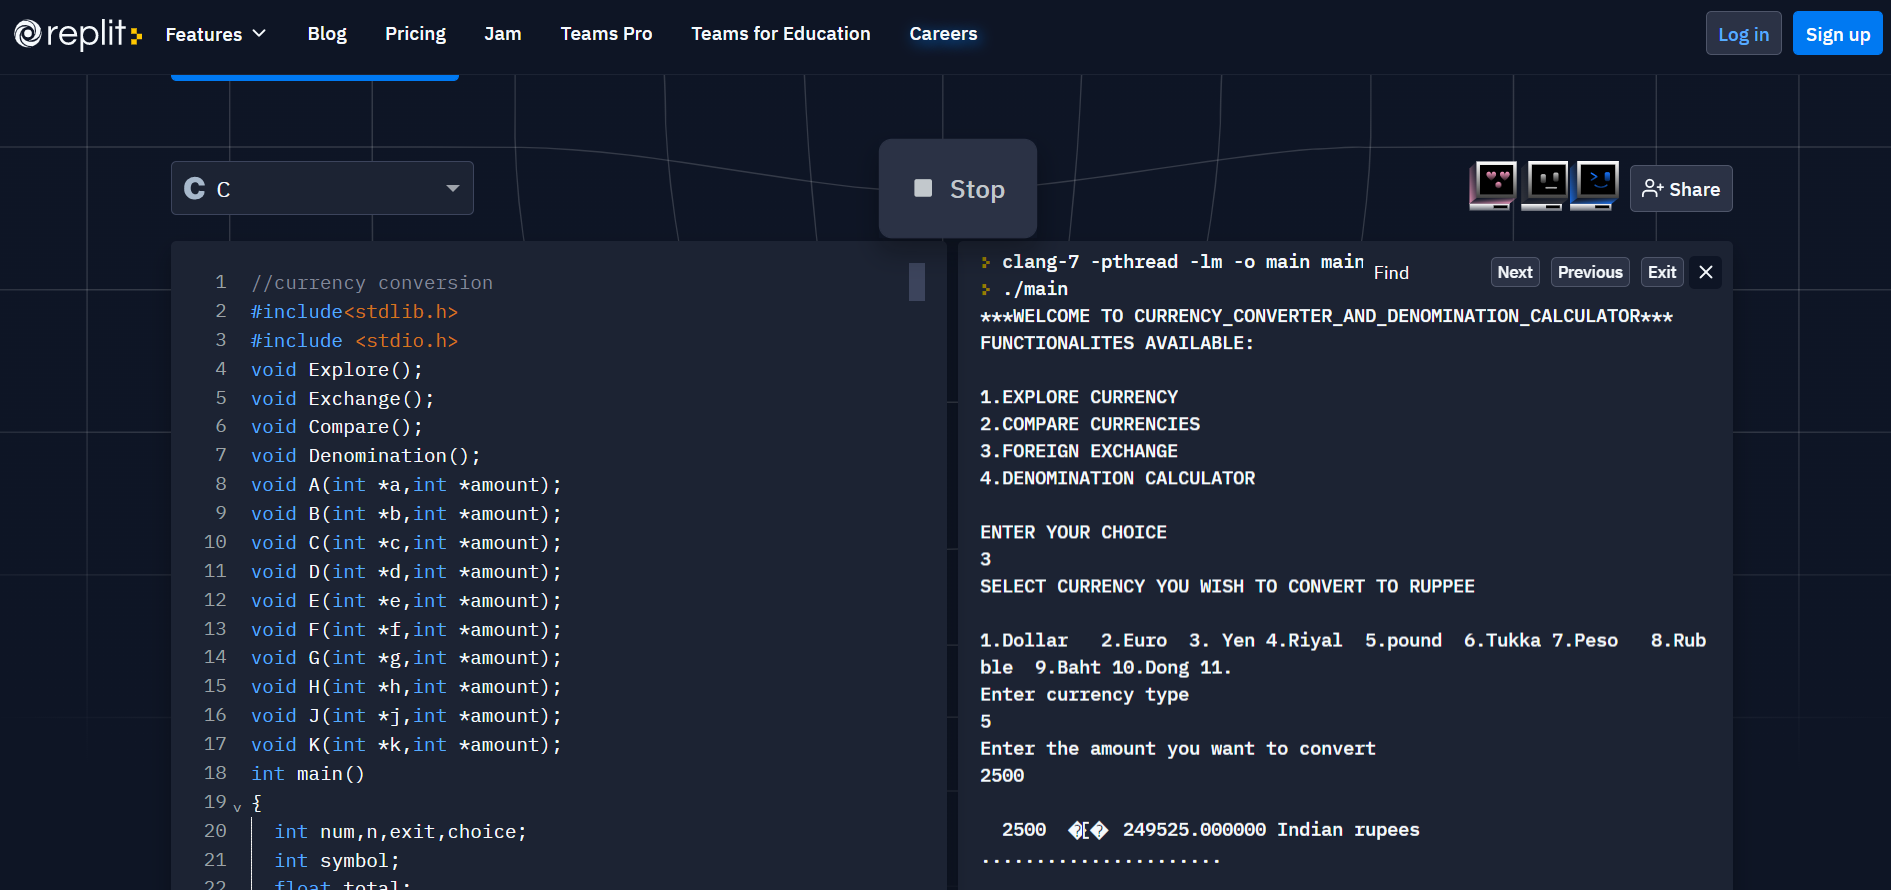 replit
Features Blog Pricing Jam Teams Pro Teams for Education Careers Log in Sign up
C C
Stop
Share
1 //currency conversion
2 #include<stdlib.h>
3 #include <stdio.h>
4 void Explore();
5 void Exchange();
6 void Compare();
7 void Denomination();
8 void A(int *a,int *amount);
9 void B(int *b,int *amount);
10 void C(int *c,int *amount);
11 void D(int *d,int *amount);
12 void E(int *e,int *amount);
13 void F(int *f,int *amount);
14 void G(int *g,int *amount);
15 void H(int *h,int *amount);
16 void J(int *j,int *amount);
17 void K(int *k,int *amount);
18 int main()
19 {
20 int num,n,exit,choice;
21 int symbol;
22 float total;
clang-7 -pthread -lm -o main main
Find Next Previous Exit
./main
***WELCOME TO CURRENCY_CONVERTER_AND_DENOMINATION_CALCULATOR***
FUNCTIONALITES AVAILABLE:
1.EXPLORE CURRENCY
2.COMPARE CURRENCIES
3.FOREIGN EXCHANGE
4.DENOMINATION CALCULATOR
ENTER YOUR CHOICE
3
SELECT CURRENCY YOU WISH TO CONVERT TO RUPPEE
1.Dollar 2.Euro 3. Yen 4.Riyal 5.pound 6.Tukka 7.Peso 8.Rub
ble 9.Baht 10.Dong 11.
Enter currency type
5
Enter the amount you want to convert
2500
2500 �[� 249525.000000 Indian rupees
......................